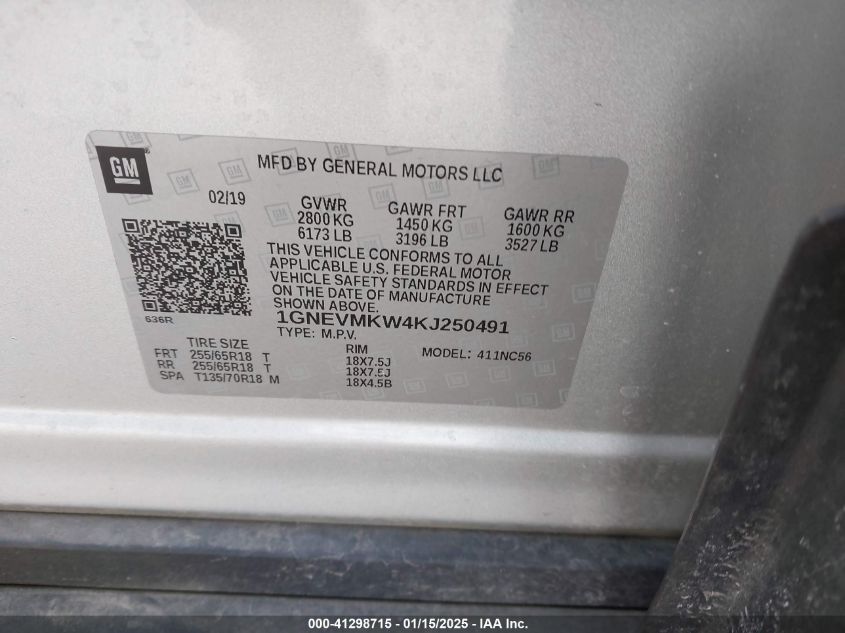 GM
MFD BY GENERAL MOTORS LLC
02/19
GVWR
2800 KG
6173 LB
GAWR FRT
1450 KG
3196 LB
GAWR RR
1600 KG
3527 LB
THIS VEHICLE CONFORMS TO ALL
APPLICABLE U.S. FEDERAL MOTOR
VEHICLE SAFETY STANDARDS IN EFFECT
ON THE DATE OF MANUFACTURE
SHOWN ABOVE.
636R
1GNEVMKW4KJ250491
TYPE: M.P.V.
MODEL: 411NC56
TIRE SIZE
RIM
FRT 255/65R18 T 18X7.5J
RR 255/65R18 T 18X7.5J
SPA T135/70R18 M 18X4.5B
000-41298715 - 01/15/2025 - IAAI Inc.